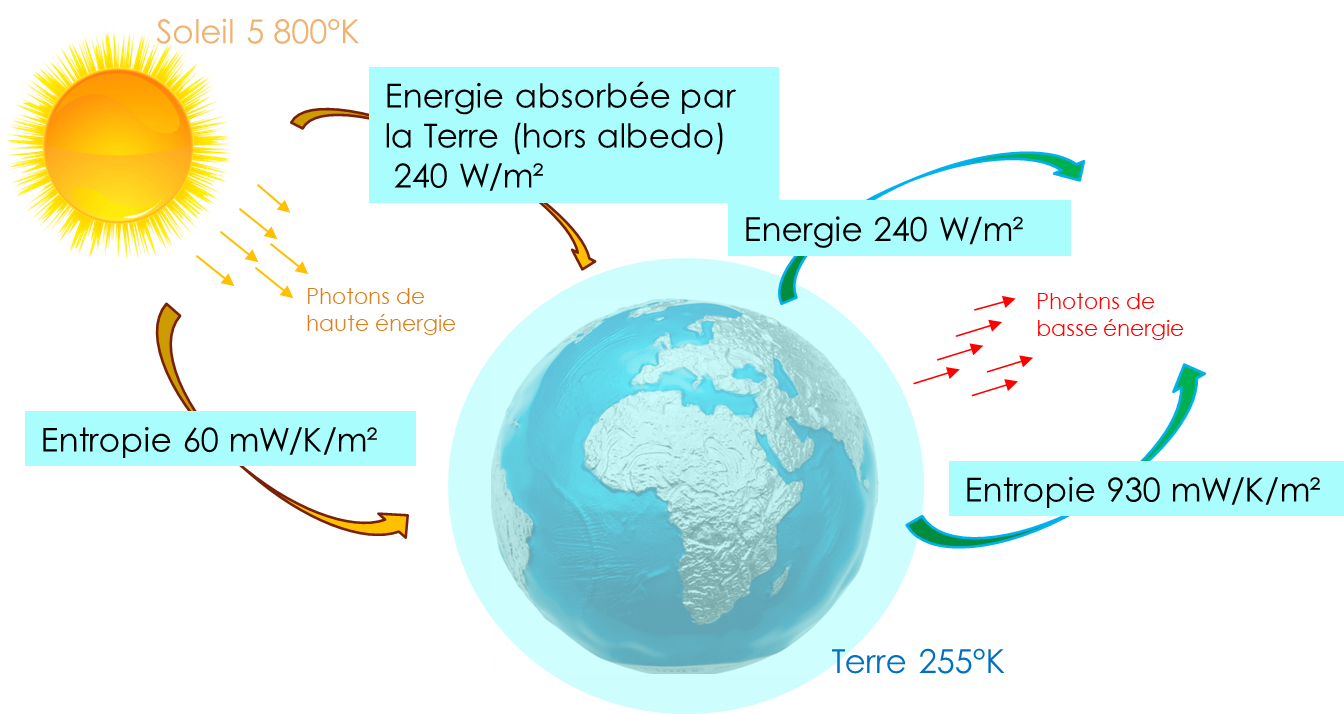 Soleil 5 800°K
Energie absorbée par
la Terre (hors albedo)
240 W/m²
Energie 240 W/m²
Photons de
haute énergie
Photons de
basse énergie
Entropie 60 mW/K/m²
Entropie 930 mW/K/m²
Terre 255°K